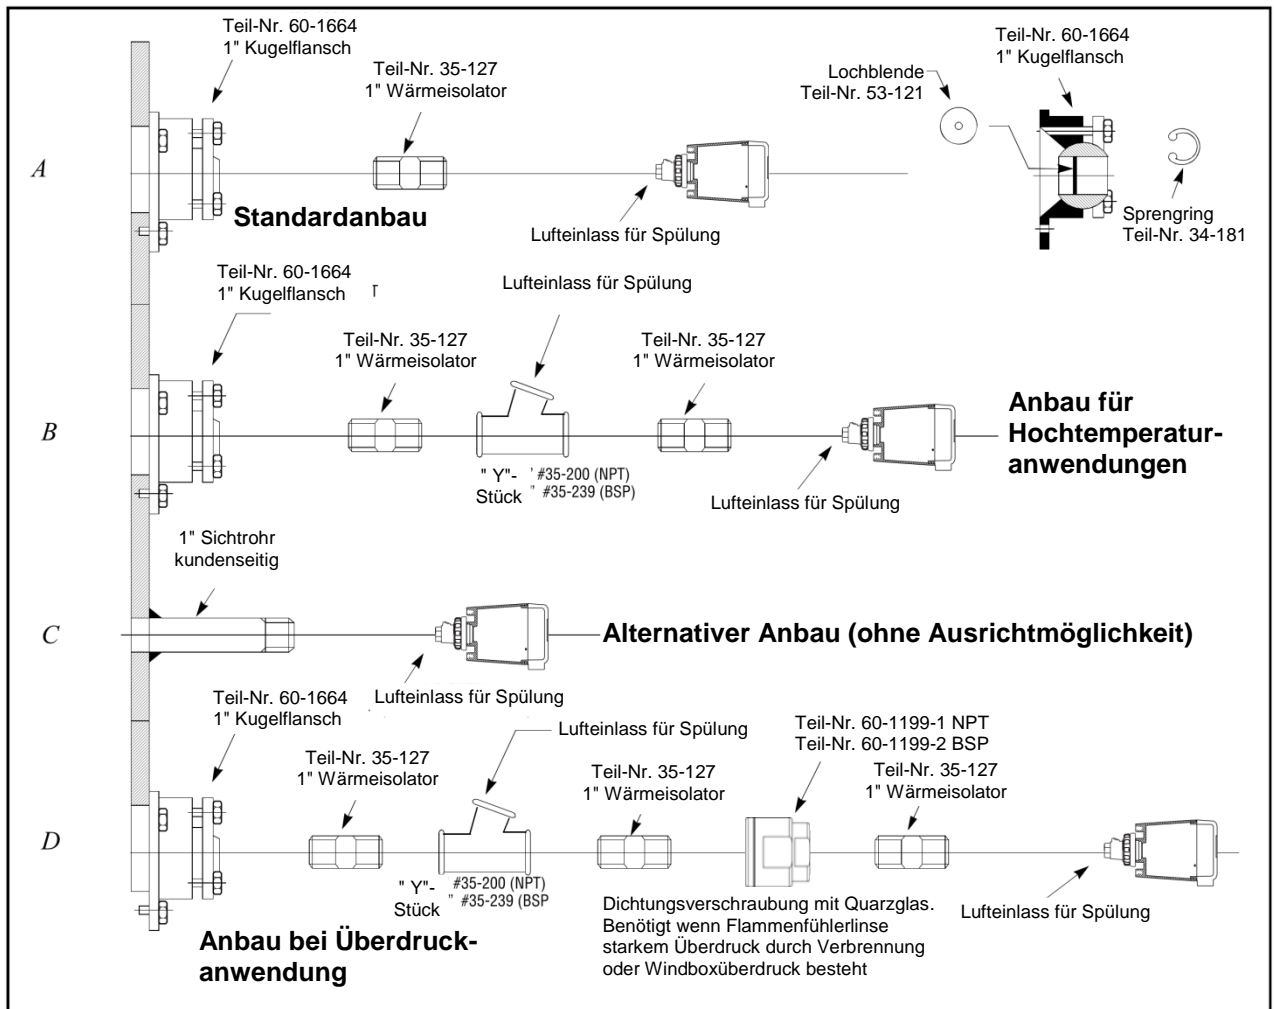 Teil-Nr. 60-1664
1" Kugelflansch
Teil-Nr. 35-127
1" Wärmeisolator
Lochblende
Teil-Nr. 53-121
Teil-Nr. 60-1664
1" Kugelflansch
A
Standardanbau
Lufteinlass für Spülung
Sprengring
Teil-Nr. 34-181
Teil-Nr. 60-1664
1" Kugelflansch
Lufteinlass für Spülung
Teil-Nr. 35-127
1" Wärmeisolator
Teil-Nr. 35-127
1" Wärmeisolator
B
Anbau für
Hochtemperatur-
anwendungen
" Y"- ' #35-200 (NPT)
Stück " #35-239 (BSP)
Lufteinlass für Spülung
1" Sichtrohr
kundenseitig
C
Alternativer Anbau (ohne Ausrichtmöglichkeit)
Lufteinlass für Spülung
Teil-Nr. 60-1664
1" Kugelflansch
Lufteinlass für Spülung
Teil-Nr. 60-1199-1 NPT
Teil-Nr. 60-1199-2 BSP
Teil-Nr. 35-127
1" Wärmeisolator
Teil-Nr. 35-127
1" Wärmeisolator
Teil-Nr. 35-127
1" Wärmeisolator
D
" Y"- #35-200 (NPT)
Stück " #35-239 (BSP
Dichtungsverschraubung mit Quarzglas.
Benötigt wenn Flammenfühlerlinse
starkem Überdruck durch Verbrennung
oder Windboxüberdruck besteht
Lufteinlass für Spülung
Anbau bei Überdruck-
anwendung